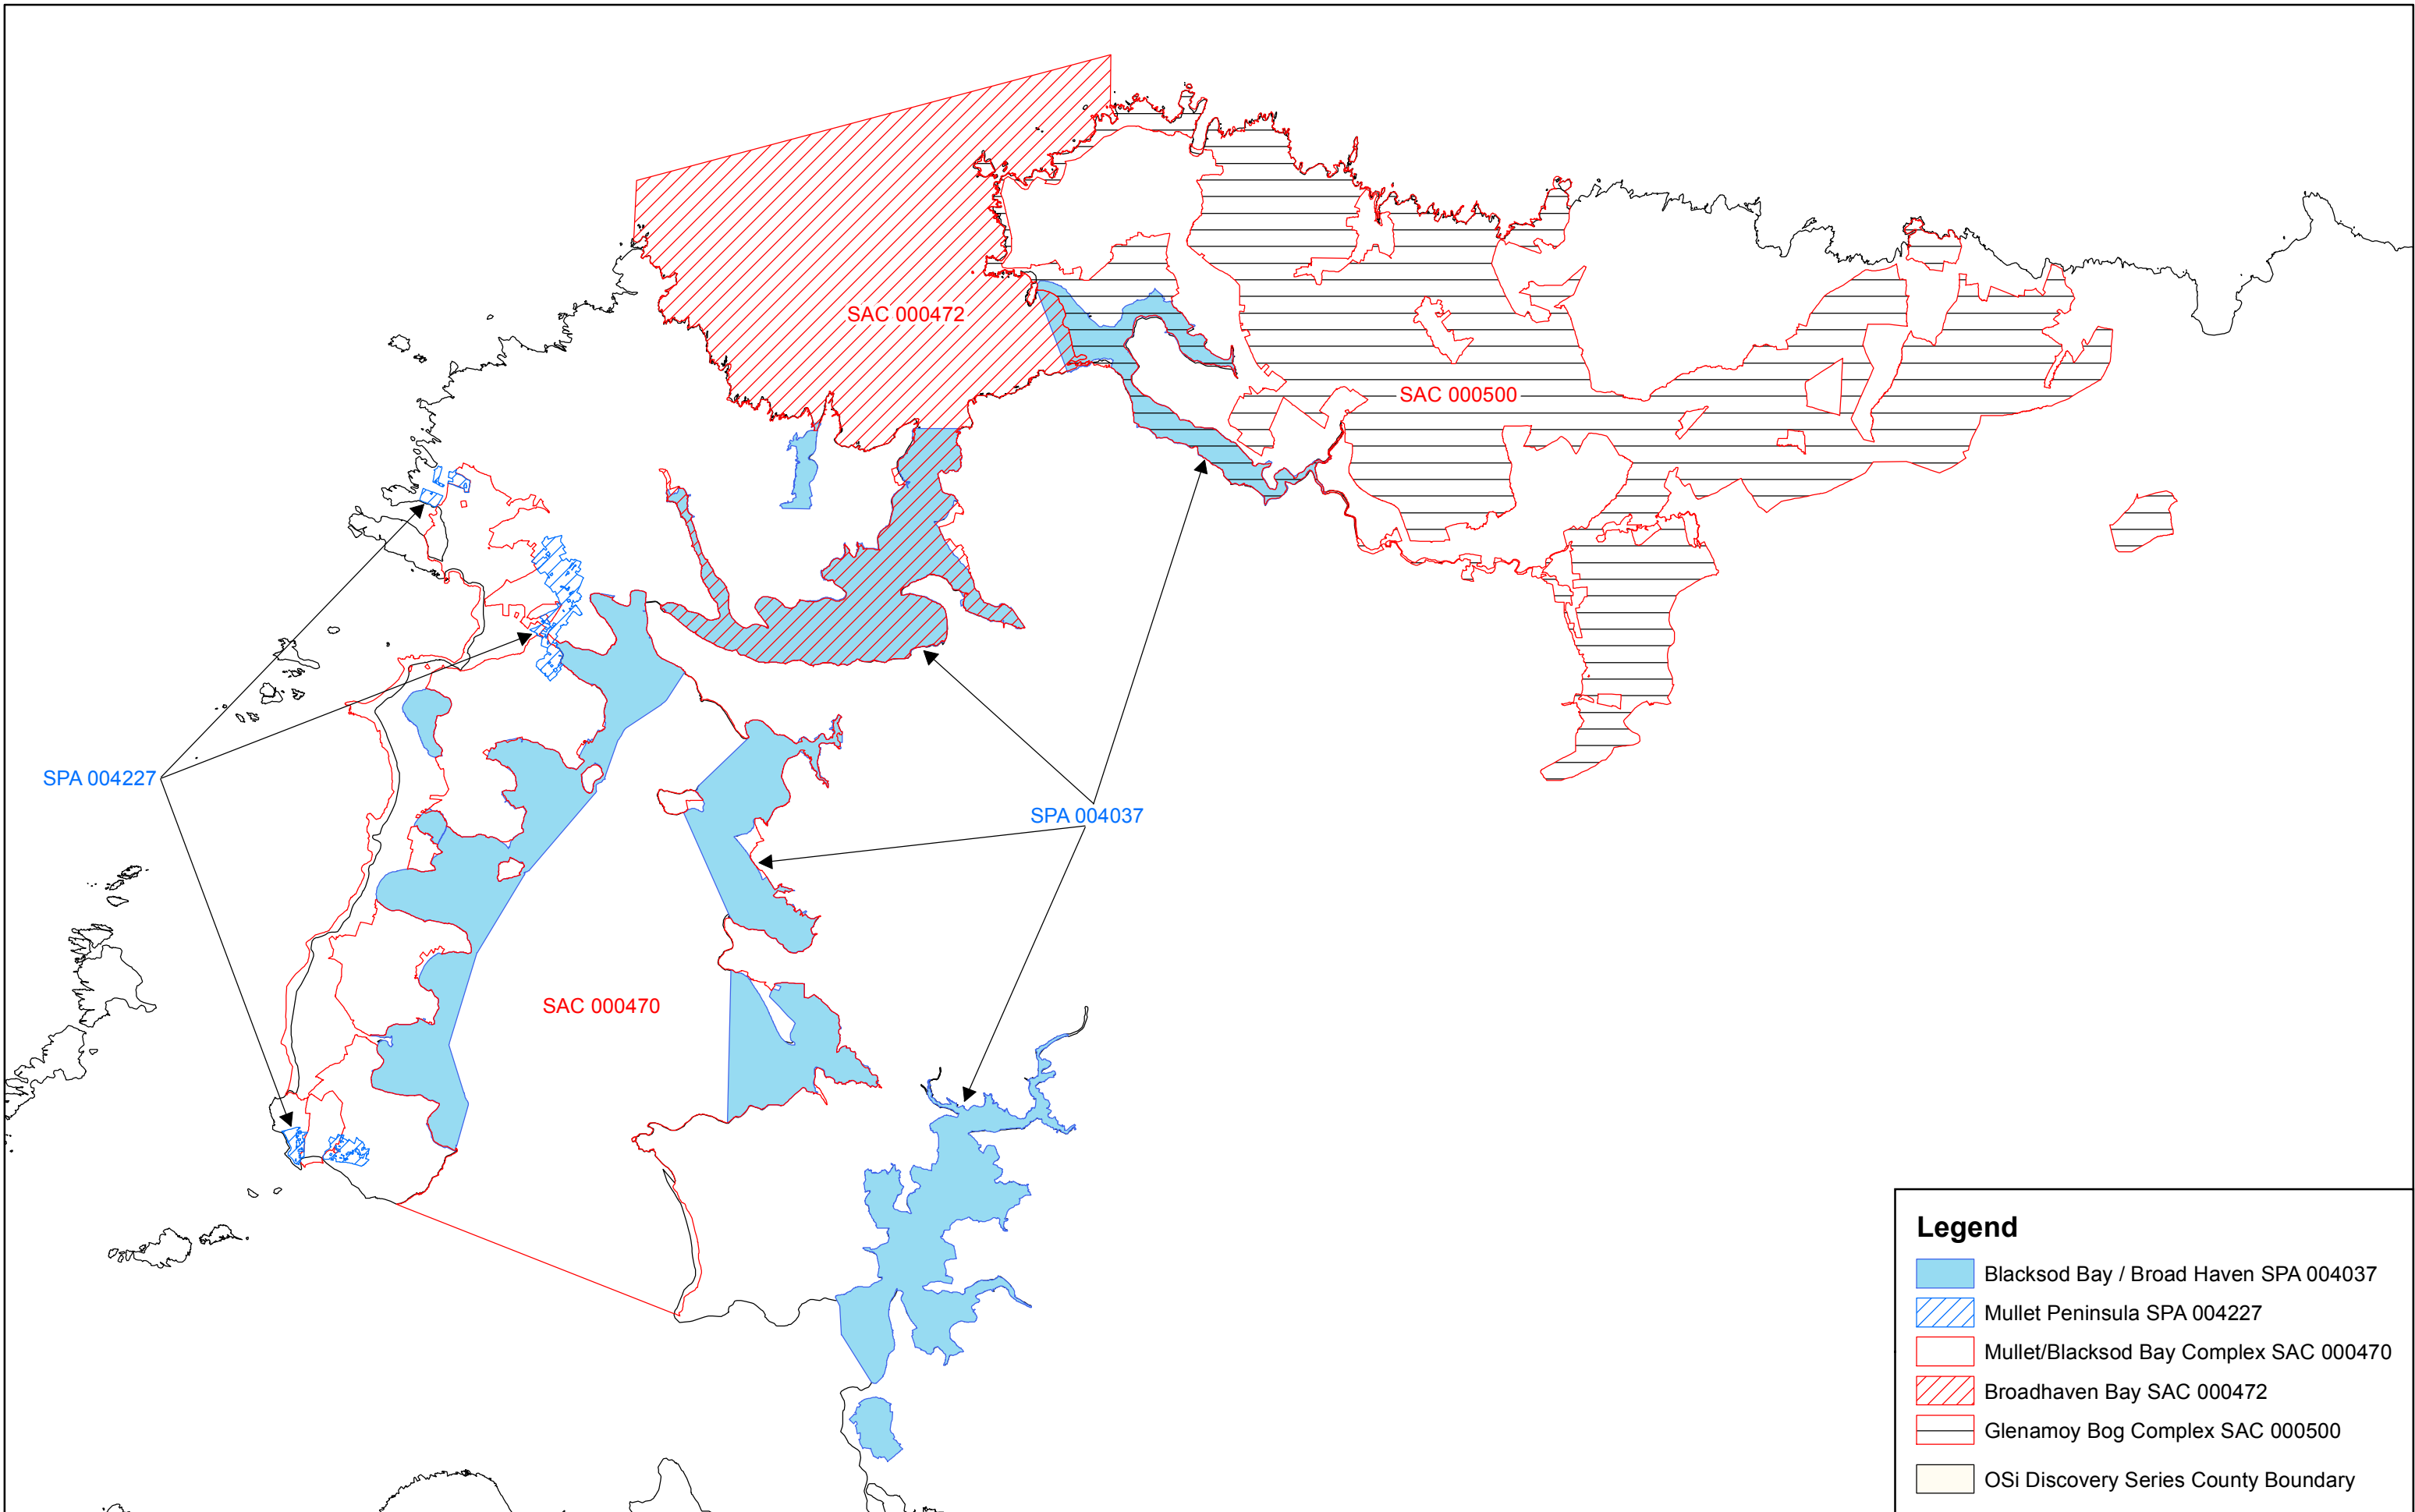 SAC 000472
SAC 000500
SPA 004227
SPA 004037
SAC 000470
Legend
Blacksod Bay / Broad Haven SPA 004037
Mullet Peninsula SPA 004227
Mullet/Blacksod Bay Complex SAC 000470
Broadhaven Bay SAC 000472
Glenamoy Bog Complex SAC 000500
OSi Discovery Series County Boundary